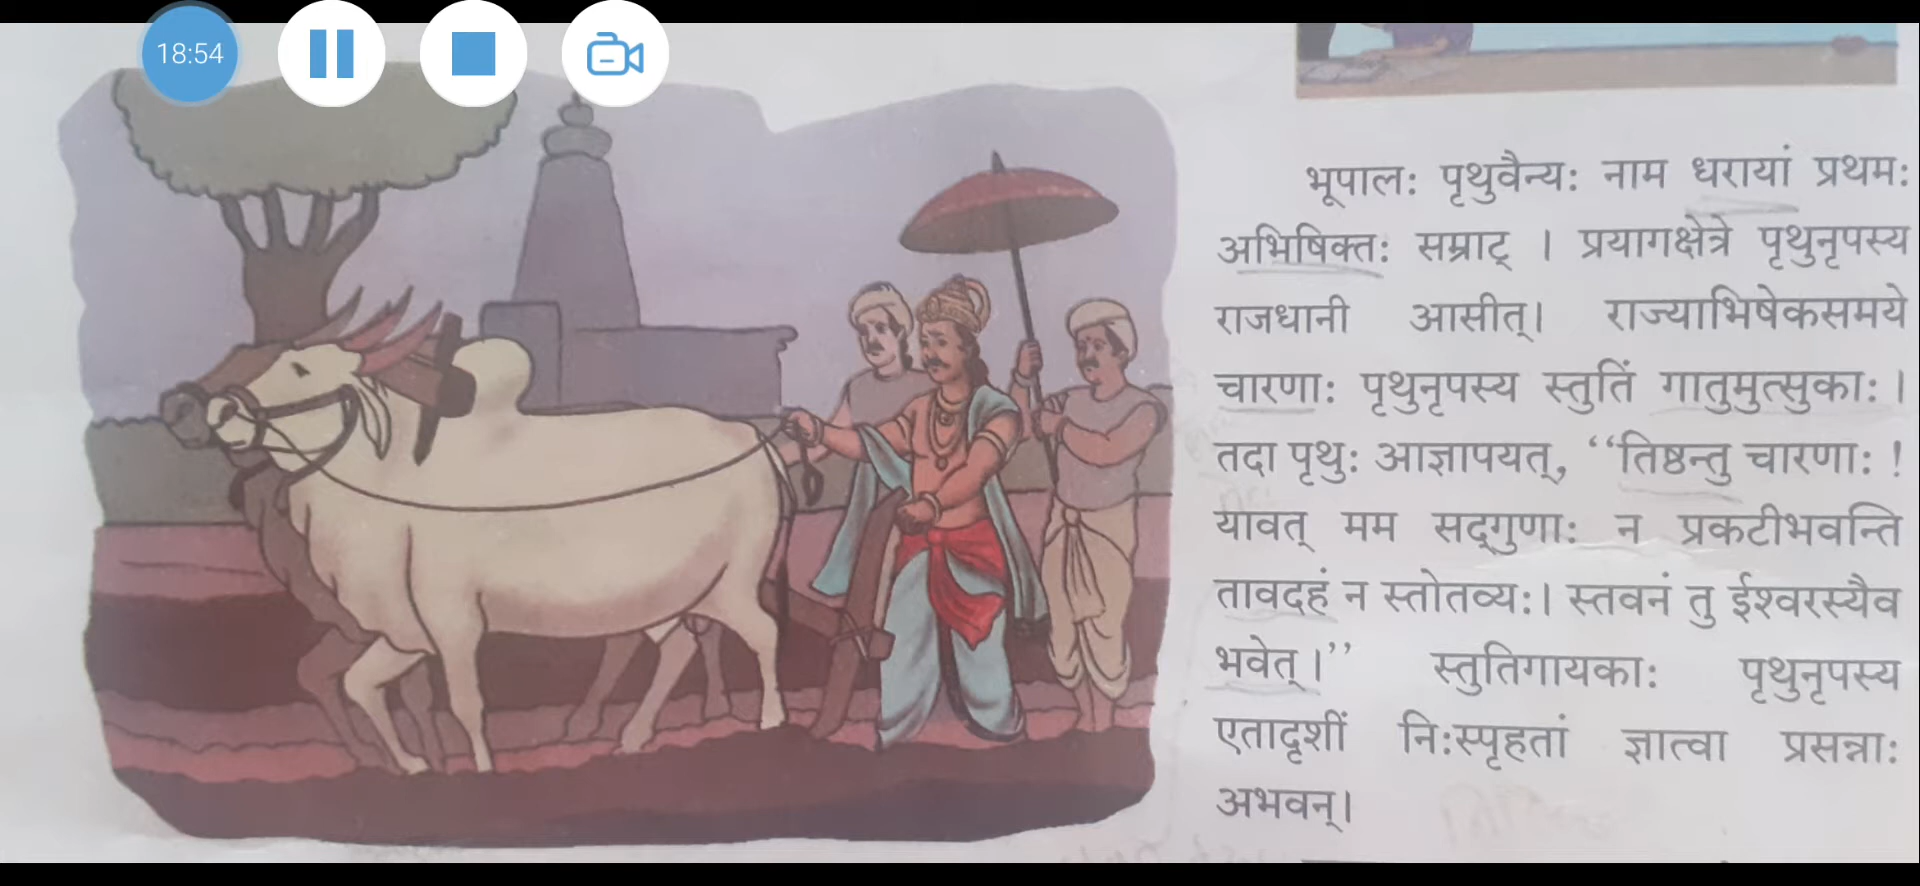 18:54
भूपालः पृथुवैन्यः नाम धरायां प्रथमः
अभिषिक्तः सम्राट् । प्रयागक्षेत्रे पृथुनृपस्य
राजधानी आसीत्। राज्याभिषेकसमये
चारणाः पृथुनृपस्य स्तुतिं गातुमुत्सुकाः।
तदा पृथुः आज्ञापयत्, ‘‘तिष्ठन्तु चारणाः !
यावत् मम सद्‌गुणाः न प्रकटीभवन्ति
तावदहं न स्तोतव्यः। स्तवनं तु ईश्वरस्यैव
भवेत्।’’ स्तुतिगायकाः पृथुनृपस्य
एतादृशीं निःस्पृहतां ज्ञात्वा प्रसन्नाः
अभवन्।